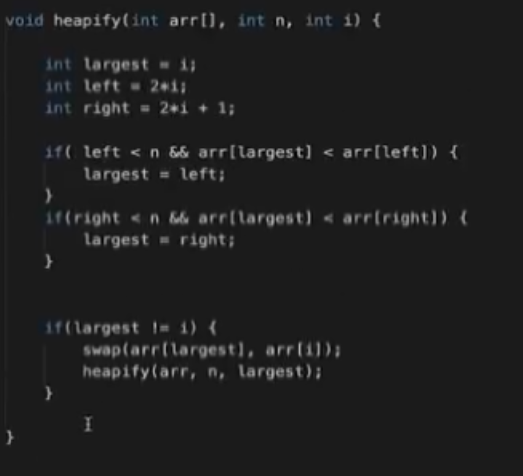 void heapify(int arr[], int n, int i) {
int largest = i;
int left = 2*i;
int right = 2*i + 1;
if( left < n && arr[largest] < arr[left]) {
largest = left;
}
if(right < n && arr[largest] < arr[right]) {
largest = right;
}
if(largest != i) {
swap(arr[largest], arr[i]);
heapify(arr, n, largest);
}
}